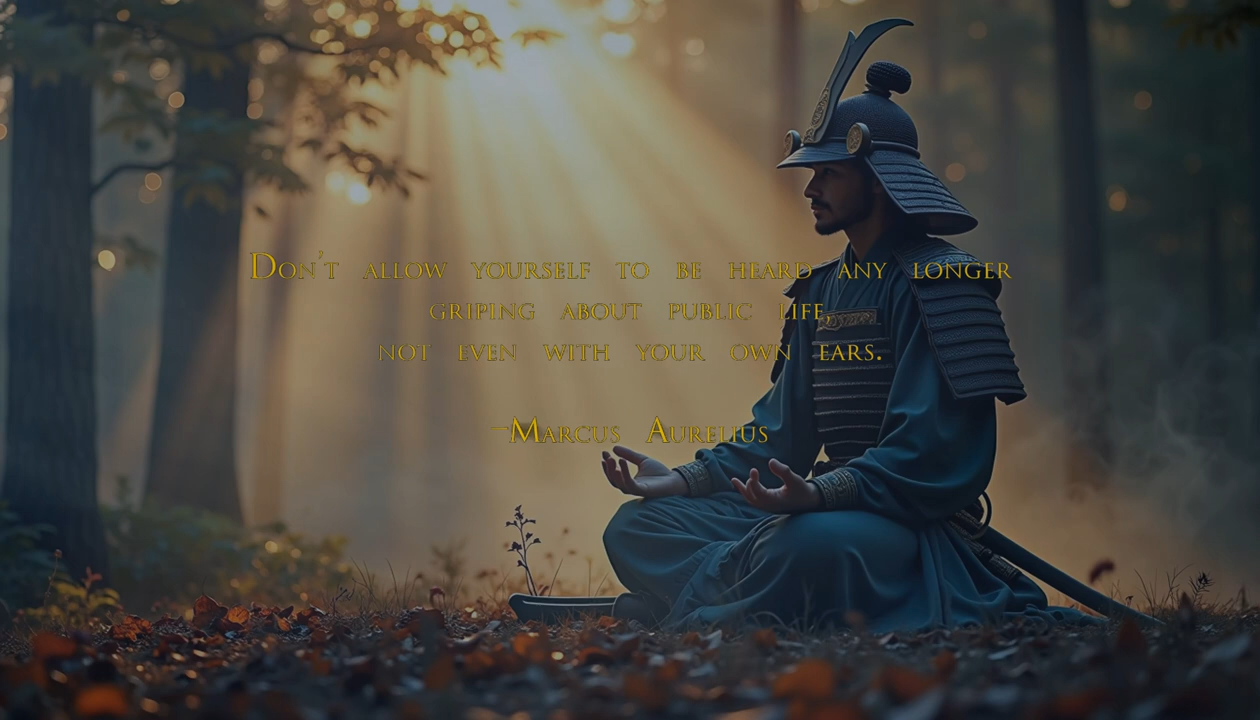 Don't allow yourself to be heard any longer
griping about public life,
not even with your own ears.
—Marcus Aurelius